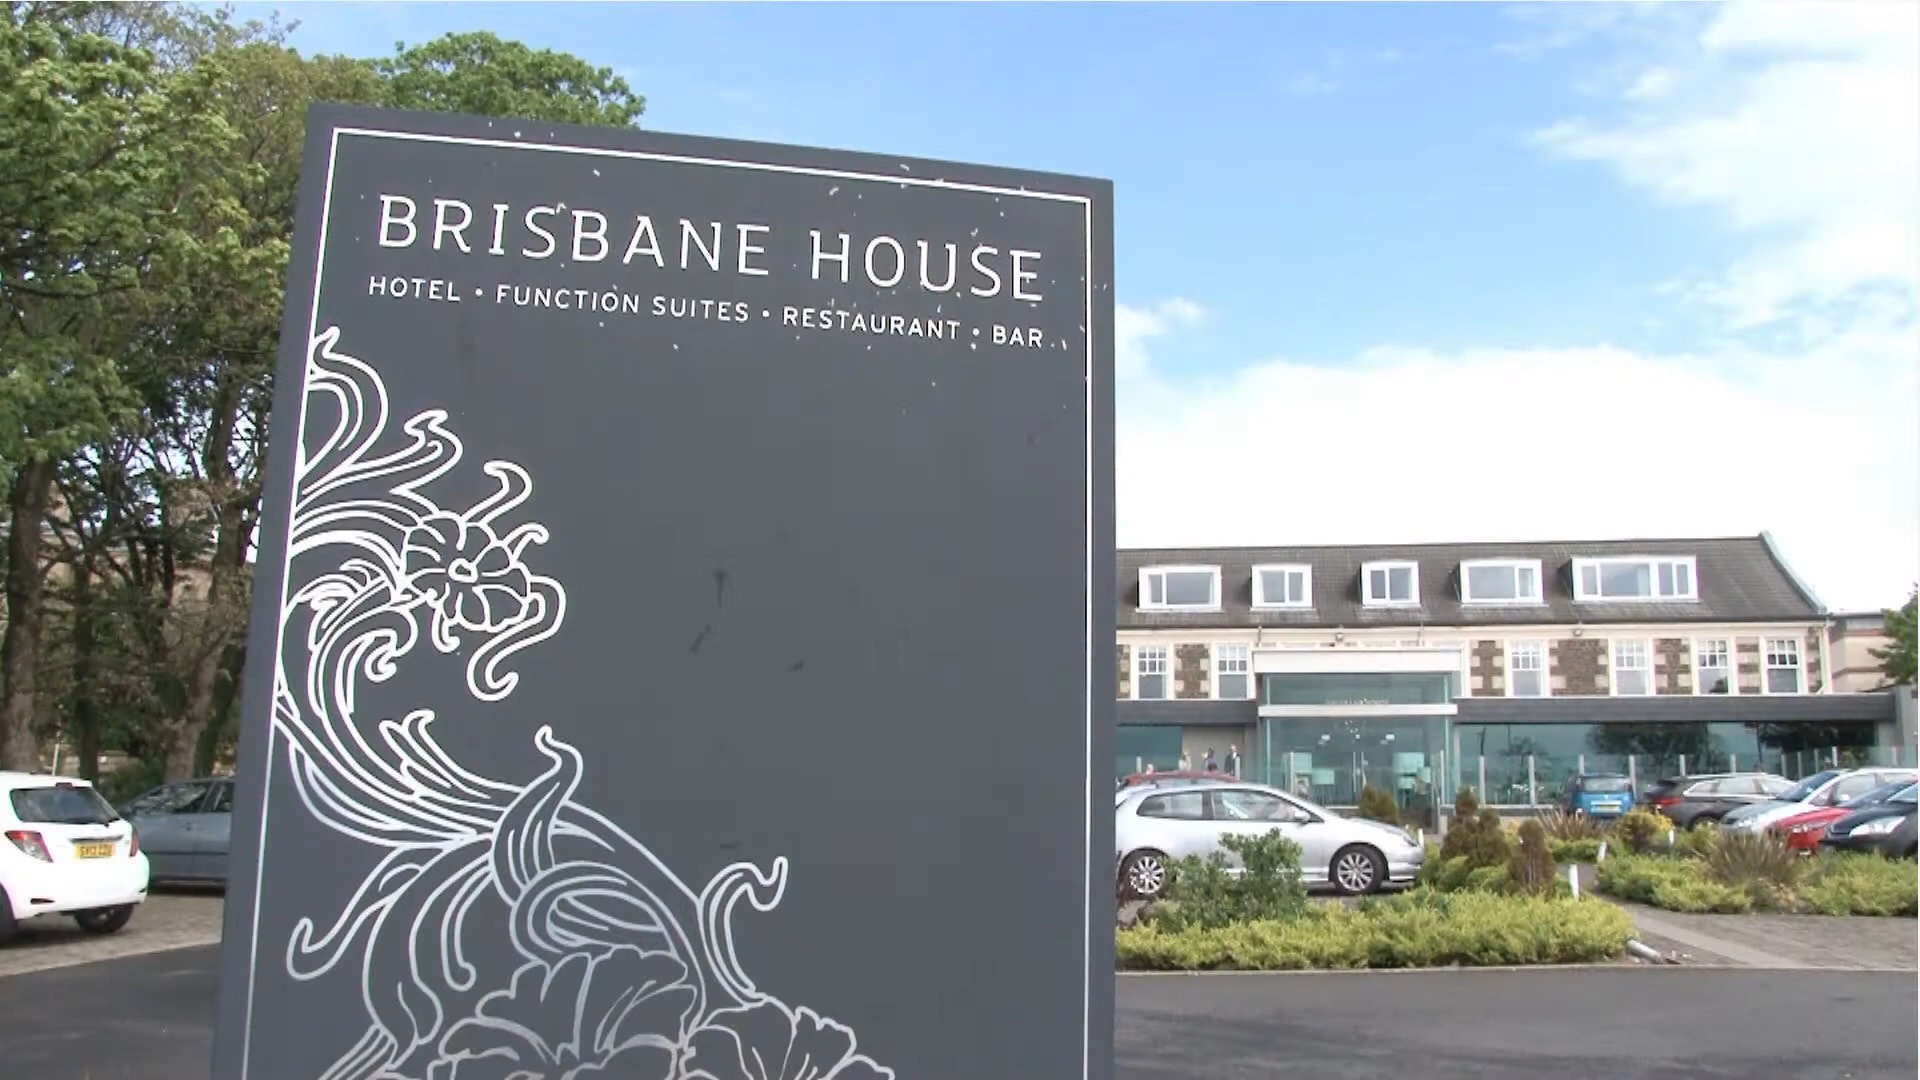 BRISBANE HOUSE
HOTEL • FUNCTION SUITES • RESTAURANT • BAR